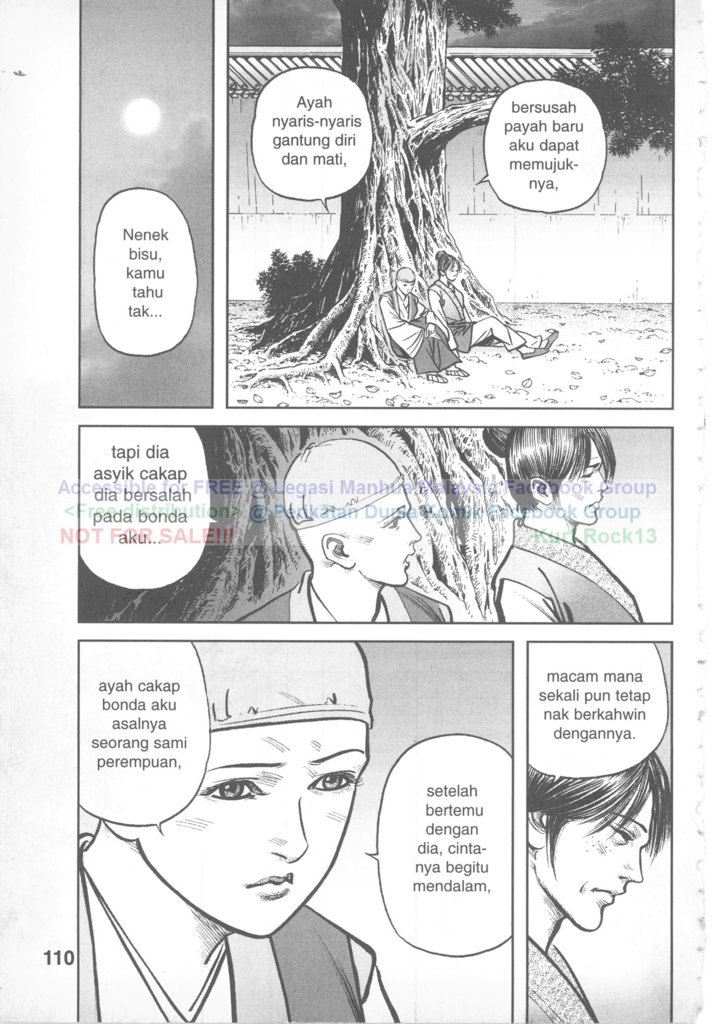 Nenek
bisu,
kamu
tahu
tak...
Ayah
nyaris-nyaris
gantung diri
dan mati,
bersusah
payah baru
aku dapat
memujuk-
nya,
tapi dia
asyik cakap
dia bersalah
pada bonda
aku...
Accessible for FREE @ Legasi Manhua Malaysia Facebook Group
<Free distribution> @ Perikatan Dunia Komik Facebook Group
NOT FOR SALE!!! Kurt Rock13
ayah cakap
bonda aku
asalnya
seorang sami
perempuan,
setelah
bertemu
dengan
dia, cinta-
nya begitu
mendalam,
macam mana
sekali pun tetap
nak berkahwin
dengannya.
110